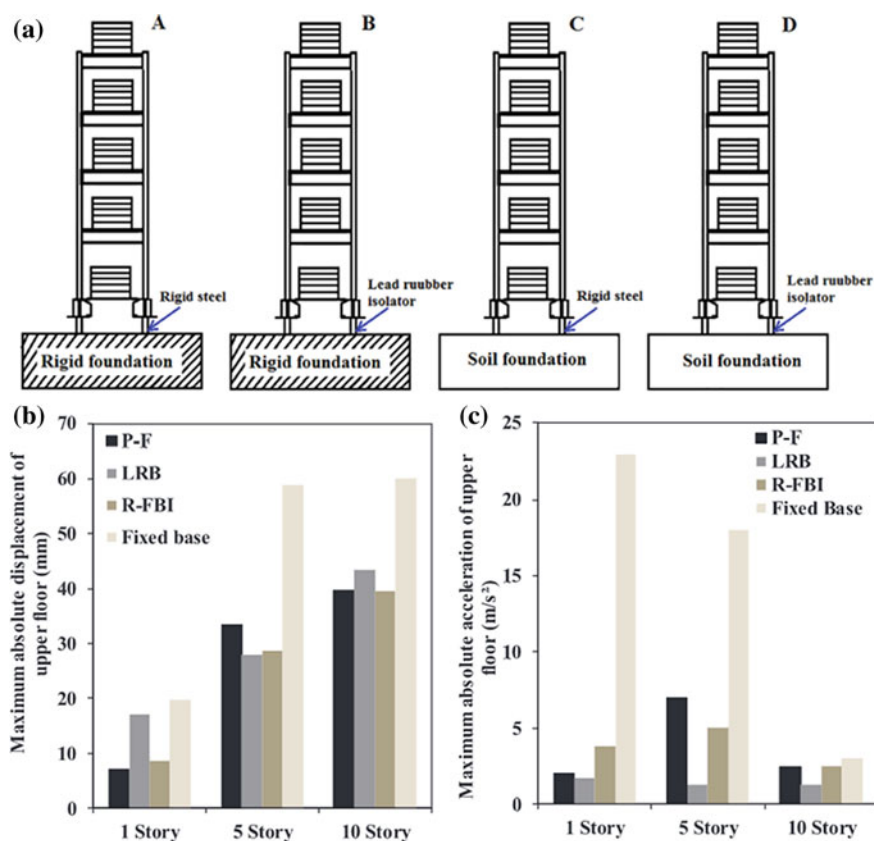 (a)
A
B
C
D
Rigid steel
Lead ruubber
isolator
Rigid steel
Lead ruubber
isolator
Rigid foundation
Rigid foundation
Soil foundation
Soil foundation
(b)
Maximum absolute displacement of
upper floor (mm)
70
60
50
40
30
20
10
0
P-F
LRB
R-FBI
Fixed base
1 Story
5 Story
10 Story
(c)
Maximum absolute acceleration of upper
floor (m/s²)
25
20
15
10
5
0
P-F
LRB
R-FBI
Fixed Base
1 Story
5 Story
10 Story